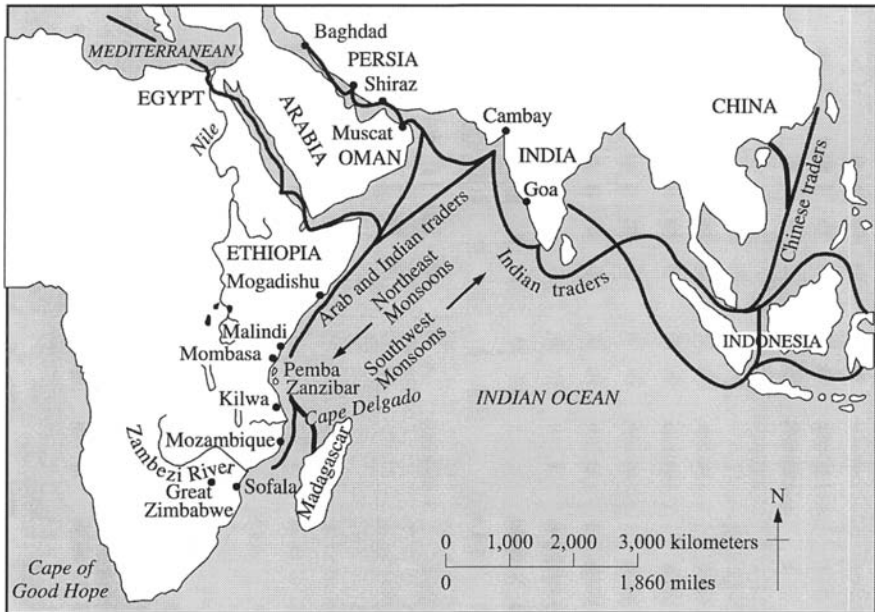 Baghdad
MEDITERRANEAN
PERSIA
Shiraz
EGYPT
CHINA
ARABIA
Nile
Muscat
OMAN
Cambay
INDIA
Goa
Chinese traders
ETHIOPIA
Arab and Indian traders
Mogadishu
Northeast
Monsoons
Indian traders
Malindi
Mombasa
Southwest
Monsoons
INDONESIA
Pemba
Zanzibar
Kilwa
Cape Delgado
INDIAN OCEAN
Mozambique
Zambezi River
Madagascar
Great
Zimbabwe
Sofala
N
0 1,000 2,000 3,000 kilometers
0 1,860 miles
Cape of
Good Hope